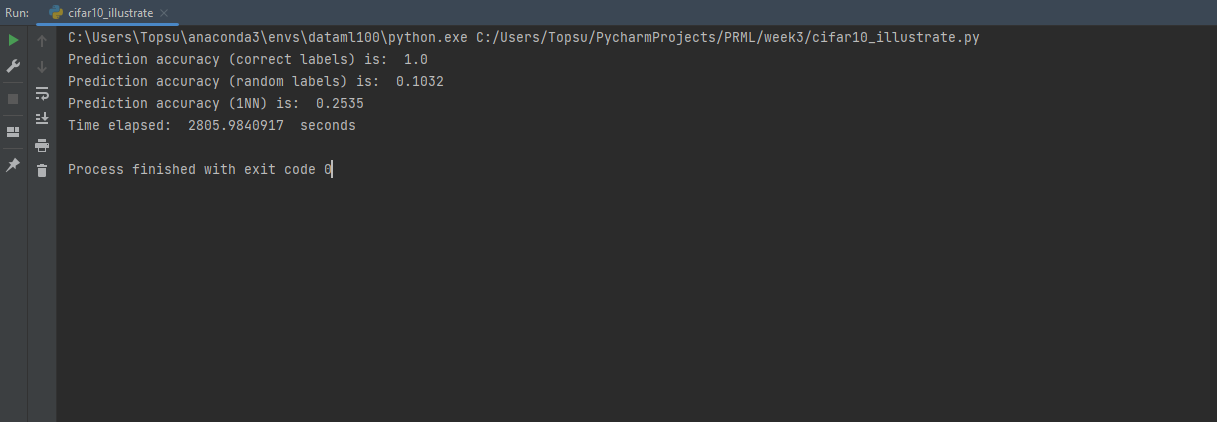 Run: cifar10_illustrate
C:\Users\Topsu\anaconda3\envs\dataml100\python.exe C:/Users/Topsu/PycharmProjects/PRML/week3/cifar10_illustrate.py
Prediction accuracy (correct labels) is:  1.0
Prediction accuracy (random labels) is:  0.1032
Prediction accuracy (1NN) is:  0.2535
Time elapsed:  2805.9840917  seconds
Process finished with exit code 0